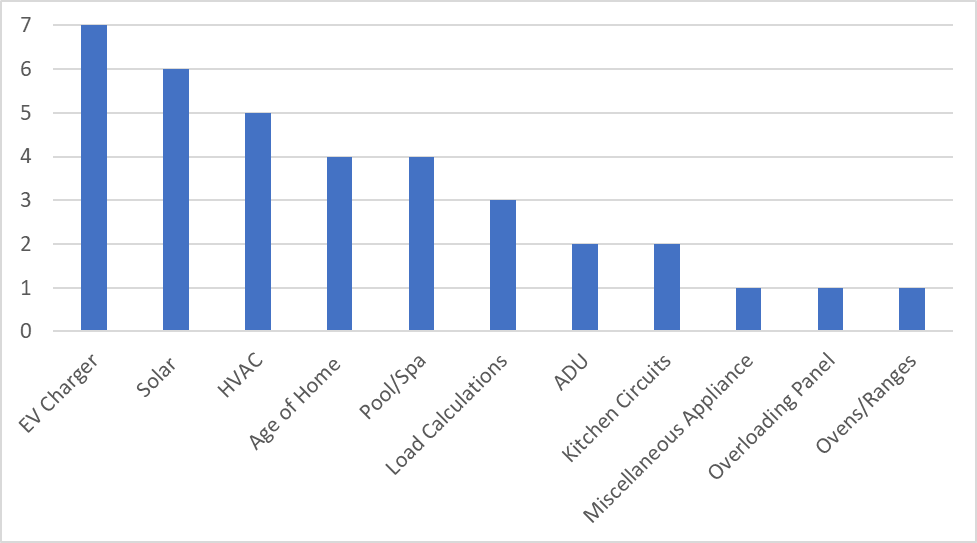 7
6
5
4
3
2
1
0
EV Charger
Solar
HVAC
Age of Home
Pool/Spa
Load Calculations
ADU
Kitchen Circuits
Miscellaneous Appliance
Overloading Panel
Ovens/Ranges